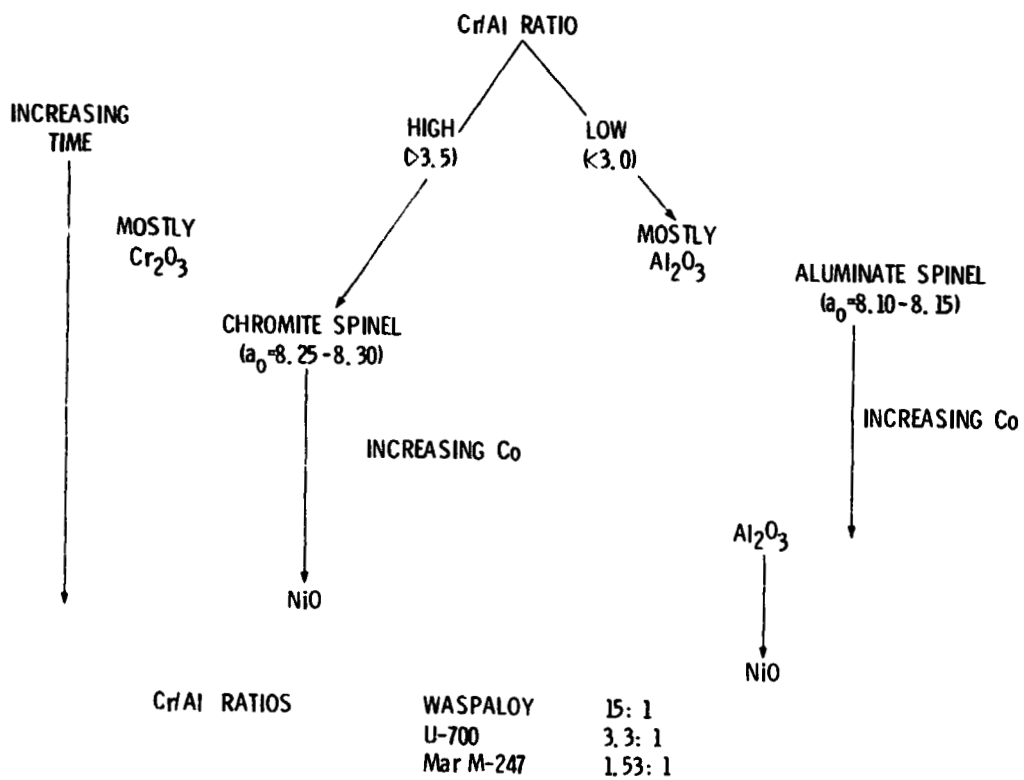 Cr/Al RATIO
INCREASING
TIME
HIGH
(>3.5)
LOW
(<3.0)
MOSTLY
Cr₂O₃
MOSTLY
Al₂O₃
CHROMITE SPINEL
(a₀=8.25-8.30)
ALUMINATE SPINEL
(a₀=8.10-8.15)
INCREASING Co
INCREASING Co
Al₂O₃
NiO
NiO
Cr/Al RATIOS
WASPALOY 15: 1
U-700 3.3: 1
Mar M-247 1.53: 1